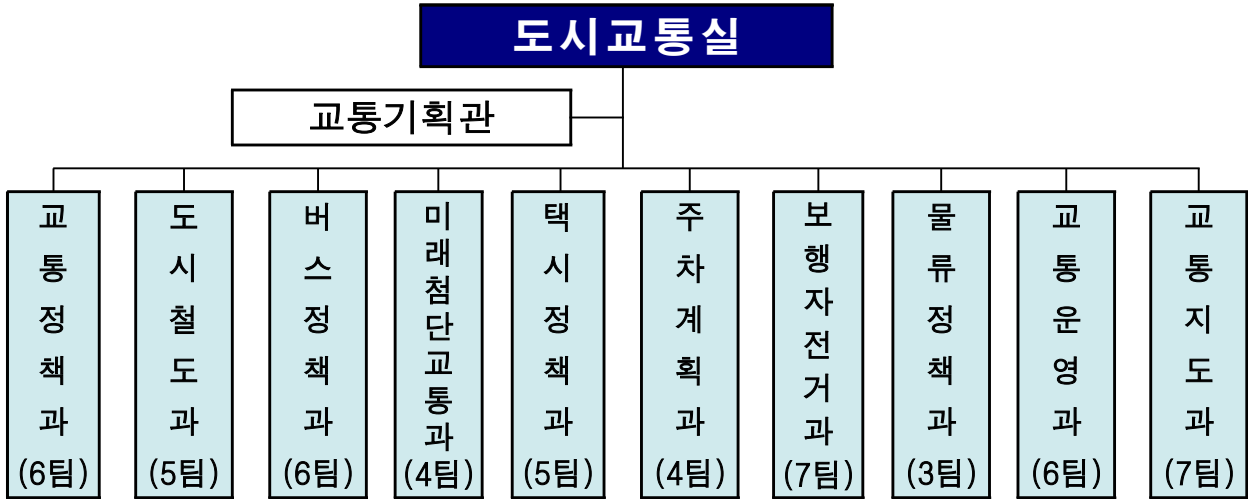 도시교통실
교통기획관
교통정책과
(6팀)
도시철도과
(5팀)
버스정책과
(6팀)
미래첨단교통과
(4팀)
택시정책과
(5팀)
주차계획과
(4팀)
보행자전거과
(7팀)
물류정책과
(3팀)
교통운영과
(6팀)
교통지도과
(7팀)